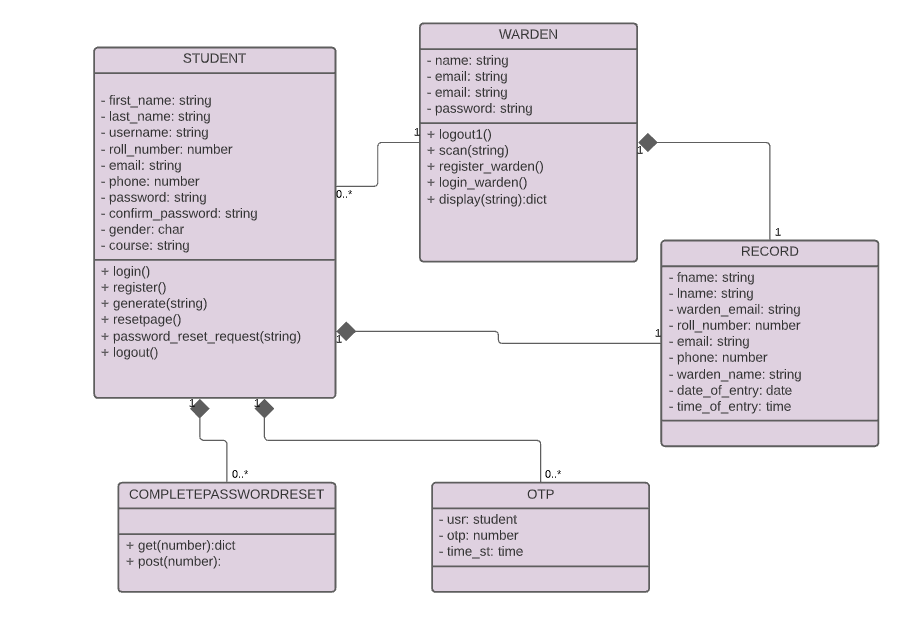 STUDENT
- first_name: string
- last_name: string
- username: string
- roll_number: number
- email: string
- phone: number
- password: string
- confirm_password: string
- gender: char
- course: string
+ login()
+ register()
+ generate(string)
+ resetpage()
+ password_reset_request(string)
+ logout()
WARDEN
- name: string
- email: string
- email: string
- password: string
+ logout1()
+ scan(string)
+ register_warden()
+ login_warden()
+ display(string):dict
1
0..*
1
1
RECORD
- fname: string
- lname: string
- warden_email: string
- roll_number: number
- email: string
- phone: number
- warden_name: string
- date_of_entry: date
- time_of_entry: time
1
1
1
1
0..*
0..*
COMPLETEPASSWORDRESET
+ get(number):dict
+ post(number):
OTP
- usr: student
- otp: number
- time_st: time